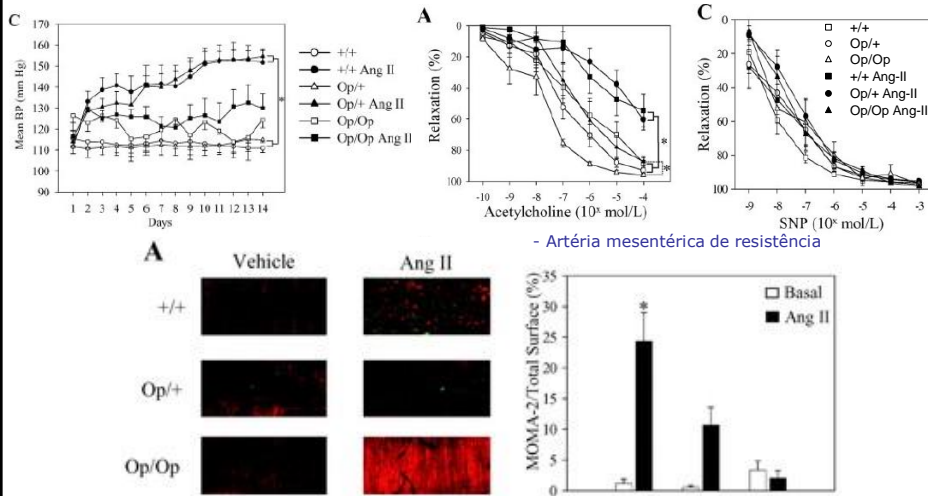 C
170
160
150
140
130
120
110
100
90
Mean BP (mm Hg)
1 2 3 4 5 6 7 8 9 10 11 12 13 14
Days
*
+/+
+/+ Ang II
Op/+
Op/+ Ang II
Op/Op
Op/Op Ang II
A
0
20
40
60
80
100
Relaxation (%)
-10 -9 -8 -7 -6 -5 -4
Acetylcholine (10ˣ mol/L)
*
*
C
0
20
40
60
80
100
Relaxation (%)
-9 -8 -7 -6 -5 -4 -3
SNP (10ˣ mol/L)
+/+
Op/+
Op/Op
+/+ Ang-II
Op/+ Ang-II
Op/Op Ang-II
- Artéria mesentérica de resistência
A
Vehicle Ang II
+/+
Op/+
Op/Op
35
30
25
20
15
10
5
0
MOMA-2/Total Surface (%)
*
Basal
Ang II